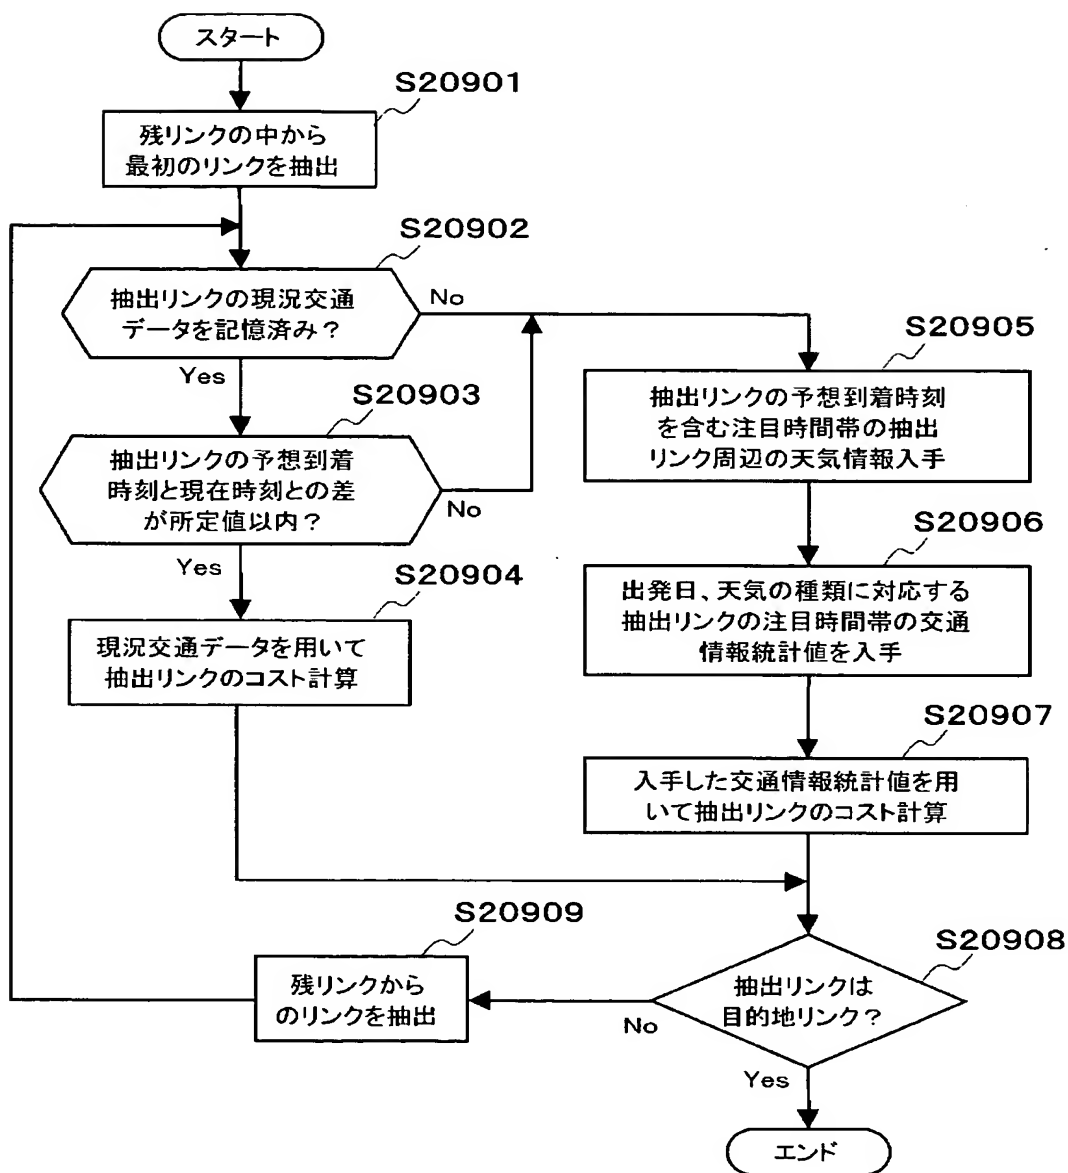 スタート
S20901
残リンクの中から
最初のリンクを抽出
S20902
抽出リンクの現況交通
データを記憶済み？
No
Yes
S20903
抽出リンクの予想到着
時刻と現在時刻との差
が所定値以内？
No
Yes
S20904
現況交通データを用いて
抽出リンクのコスト計算
S20905
抽出リンクの予想到着時刻
を含む注目時間帯の抽出
リンク周辺の天気情報入手
S20906
出発日、天気の種類に対応する
抽出リンクの注目時間帯の交通
情報統計値を入手
S20907
入手した交通情報統計値を用
いて抽出リンクのコスト計算
S20908
抽出リンクは
目的地リンク？
No
Yes
S20909
残リンクから
のリンクを抽出
エンド